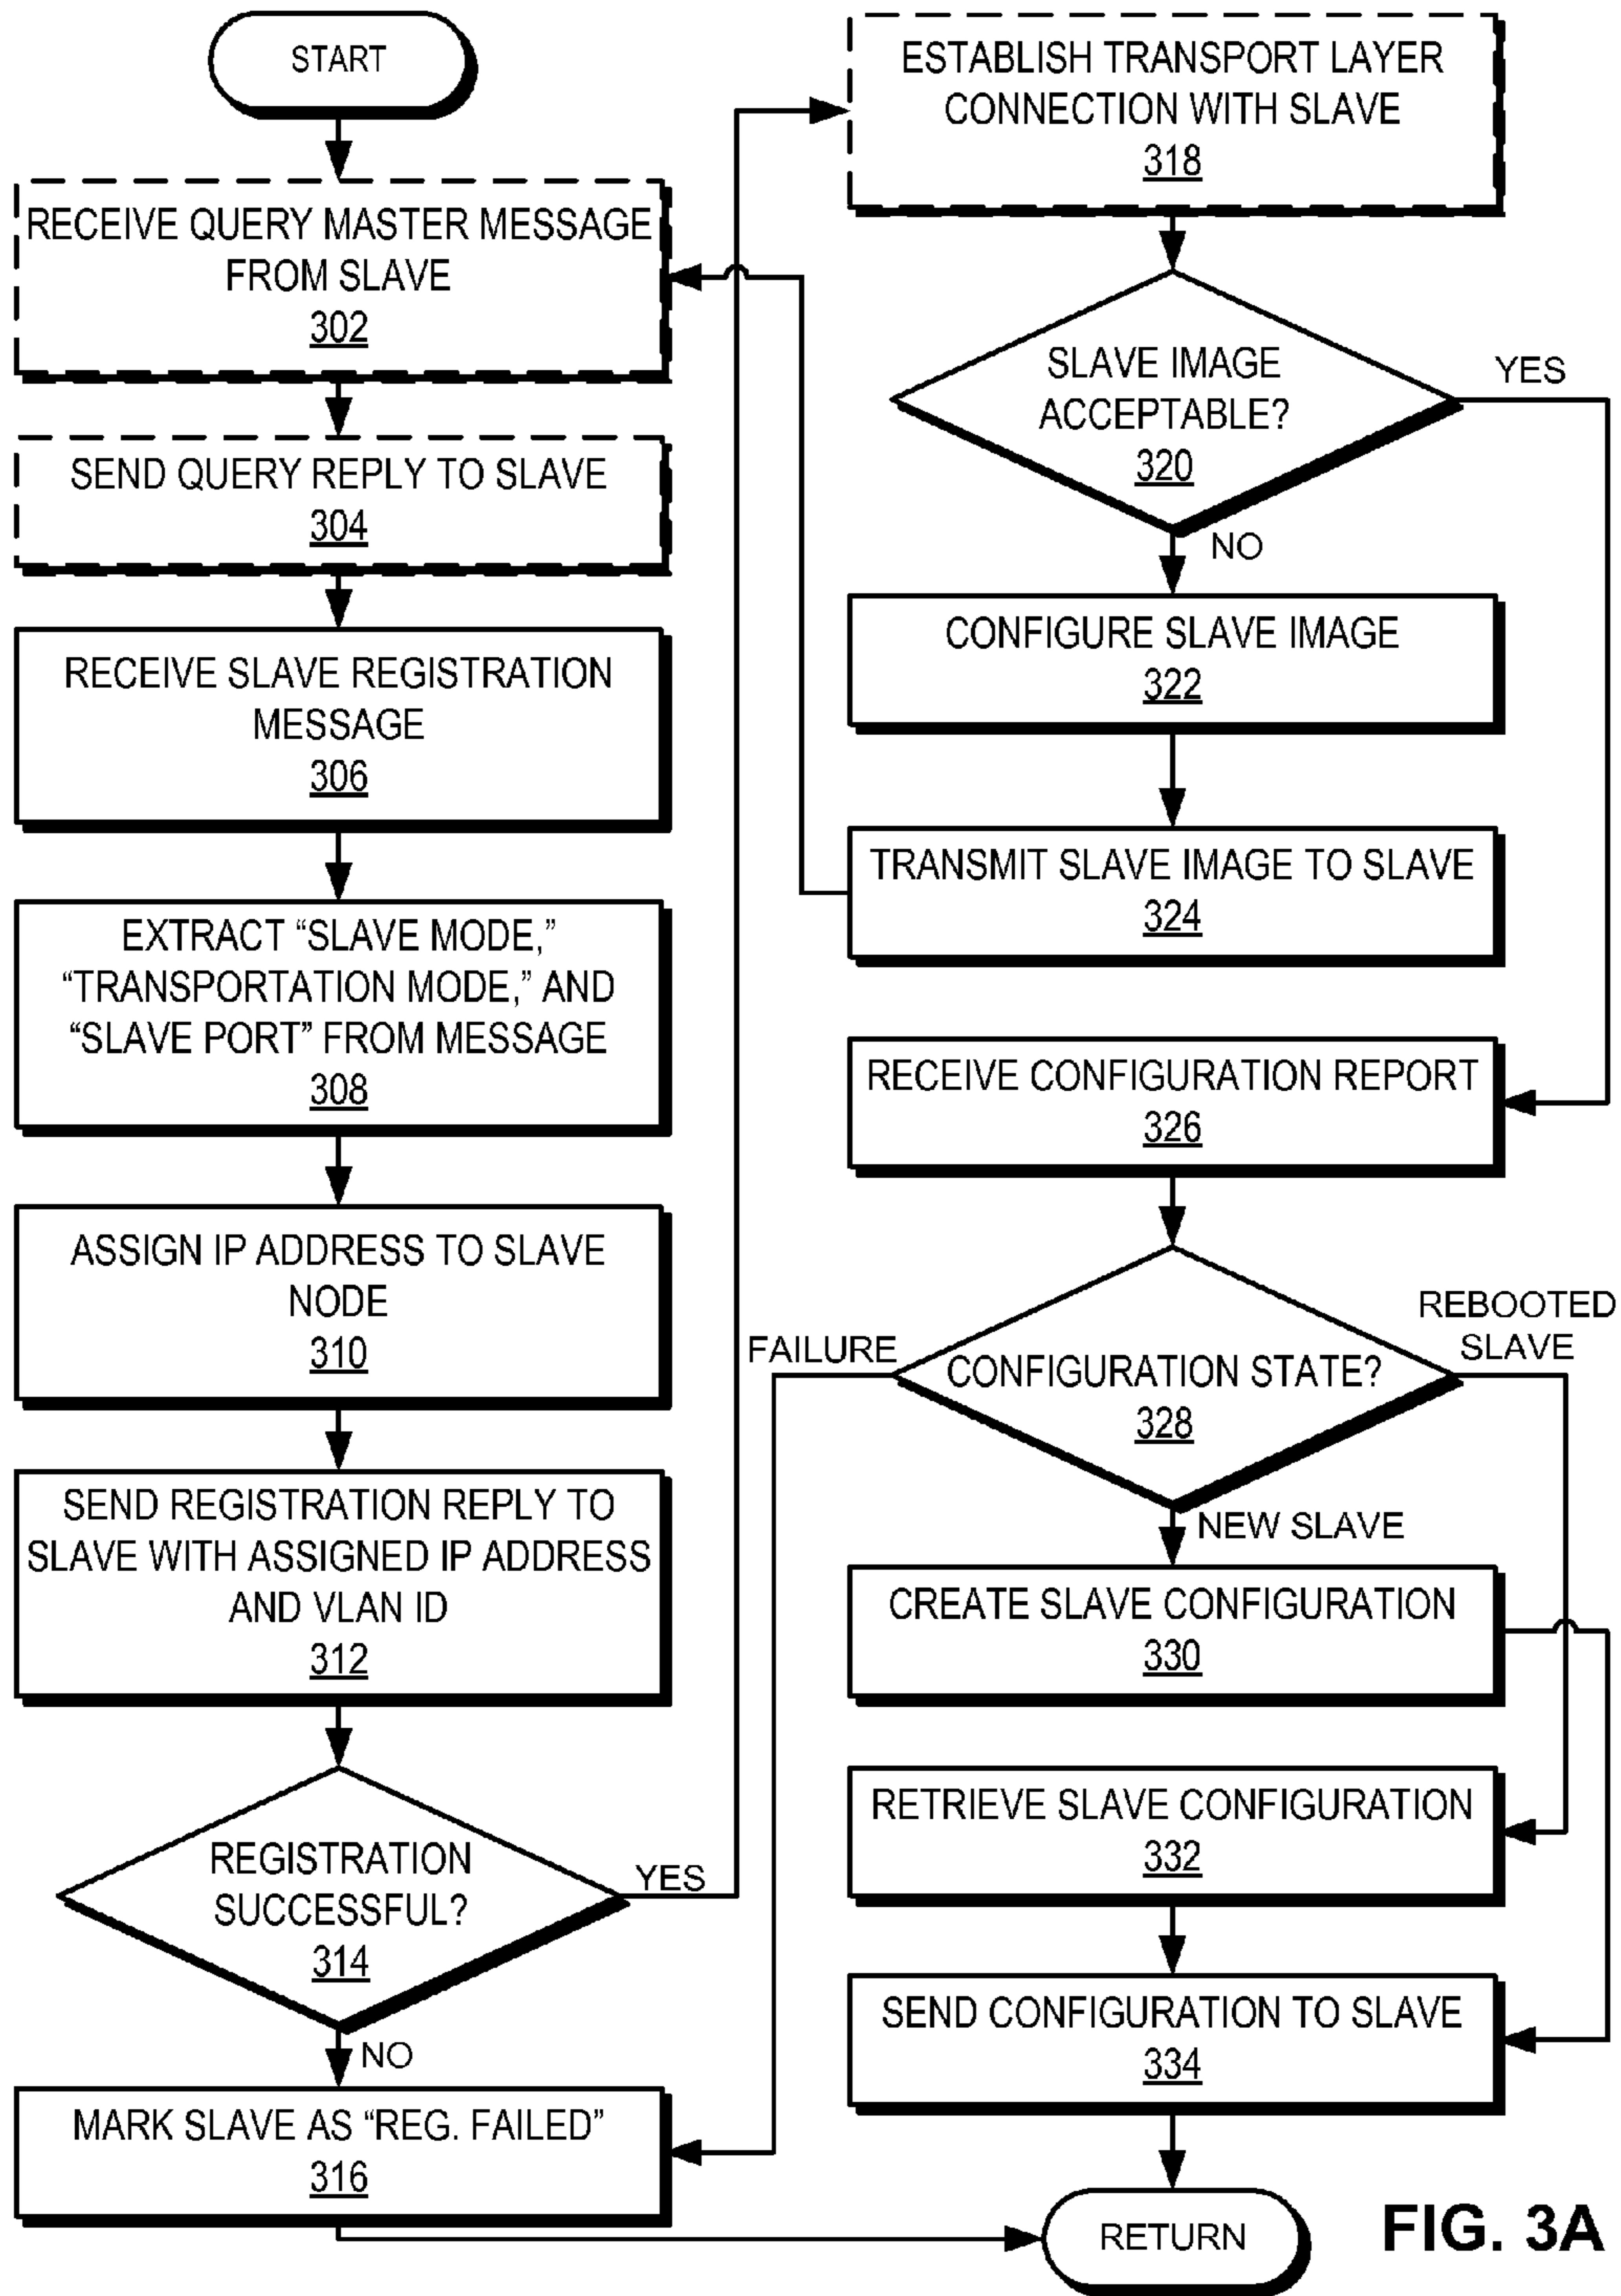 START
RECEIVE QUERY MASTER MESSAGE
FROM SLAVE
302
SEND QUERY REPLY TO SLAVE
304
RECEIVE SLAVE REGISTRATION
MESSAGE
306
EXTRACT “SLAVE MODE,”
“TRANSPORTATION MODE,” AND
“SLAVE PORT” FROM MESSAGE
308
ASSIGN IP ADDRESS TO SLAVE
NODE
310
SEND REGISTRATION REPLY TO
SLAVE WITH ASSIGNED IP ADDRESS
AND VLAN ID
312
REGISTRATION
SUCCESSFUL?
314
YES
NO
MARK SLAVE AS “REG. FAILED”
316
ESTABLISH TRANSPORT LAYER
CONNECTION WITH SLAVE
318
SLAVE IMAGE
ACCEPTABLE?
320
YES
NO
CONFIGURE SLAVE IMAGE
322
TRANSMIT SLAVE IMAGE TO SLAVE
324
RECEIVE CONFIGURATION REPORT
326
CONFIGURATION STATE?
328
FAILURE
REBOOTED
SLAVE
NEW SLAVE
CREATE SLAVE CONFIGURATION
330
RETRIEVE SLAVE CONFIGURATION
332
SEND CONFIGURATION TO SLAVE
334
RETURN
FIG. 3A